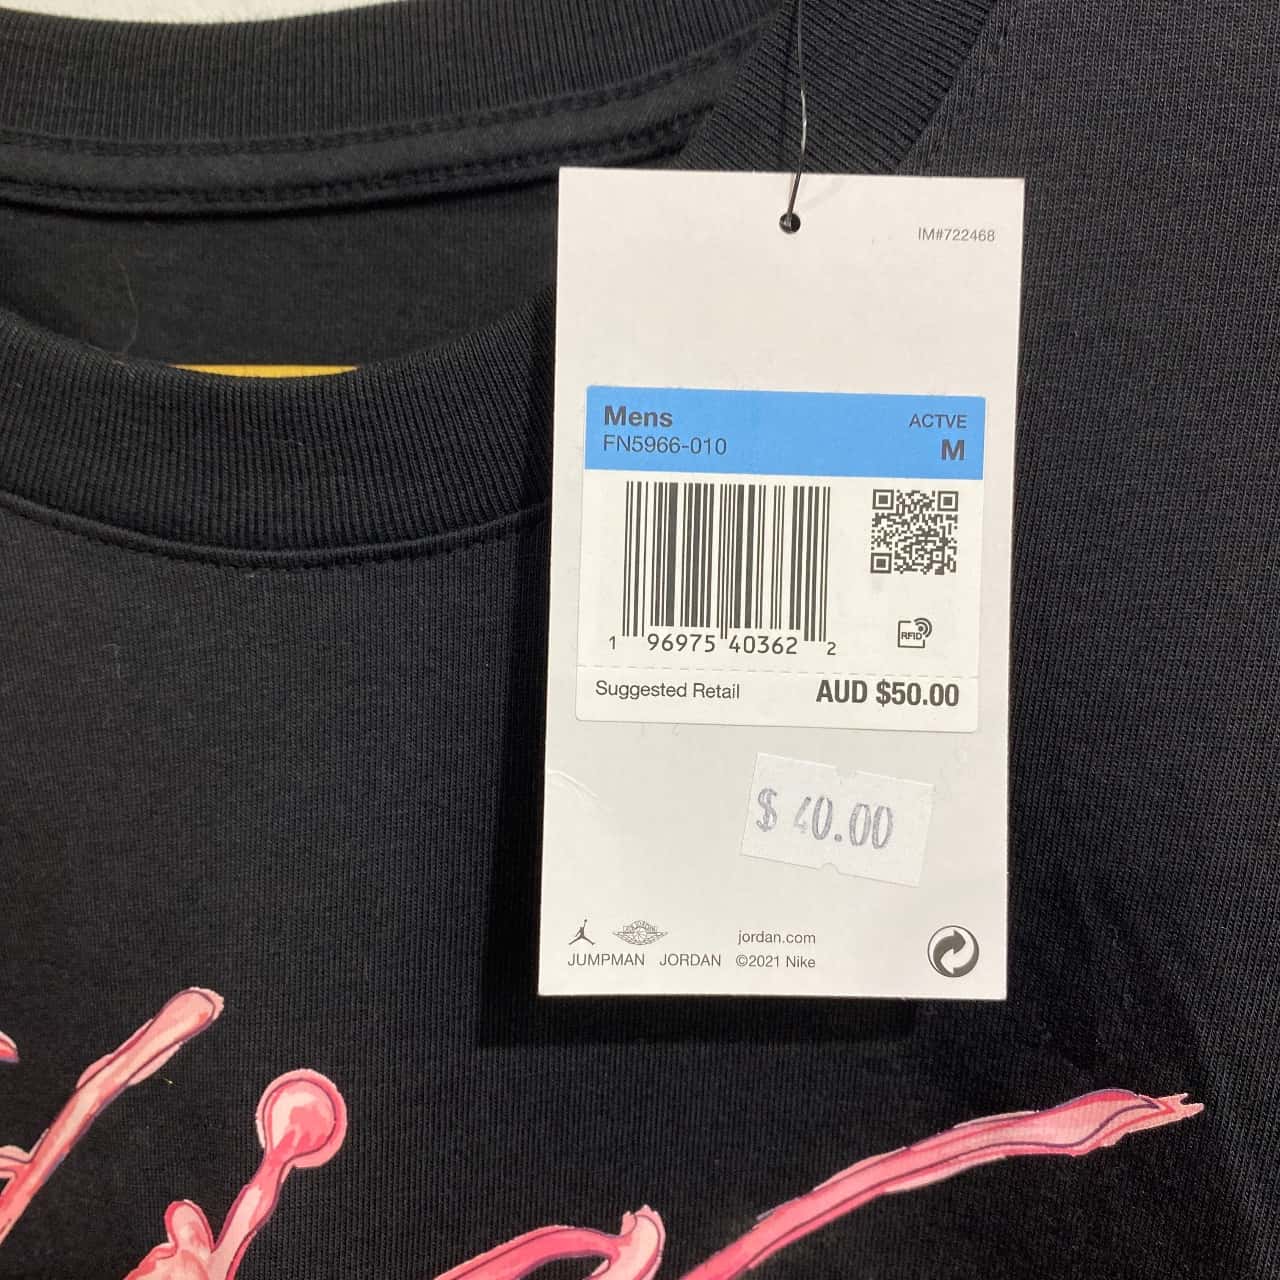 IM#722468
Mens ACTVE
FN5966-010 M
RFID
1 96975 40362 2
Suggested Retail AUD $50.00
$ 40.00
jordan.com
JUMPMAN JORDAN ©2021 Nike